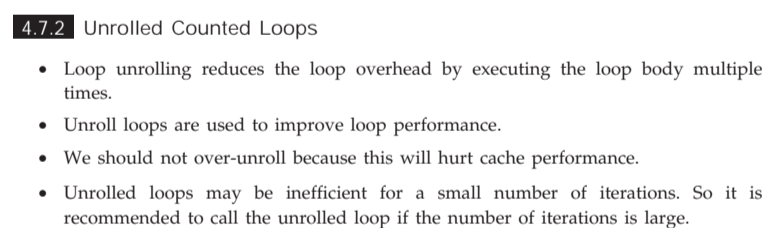 4.7.2 Unrolled Counted Loops
• Loop unrolling reduces the loop overhead by executing the loop body multiple
times.
• Unroll loops are used to improve loop performance.
• We should not over-unroll because this will hurt cache performance.
• Unrolled loops may be inefficient for a small number of iterations. So it is
recommended to call the unrolled loop if the number of iterations is large.